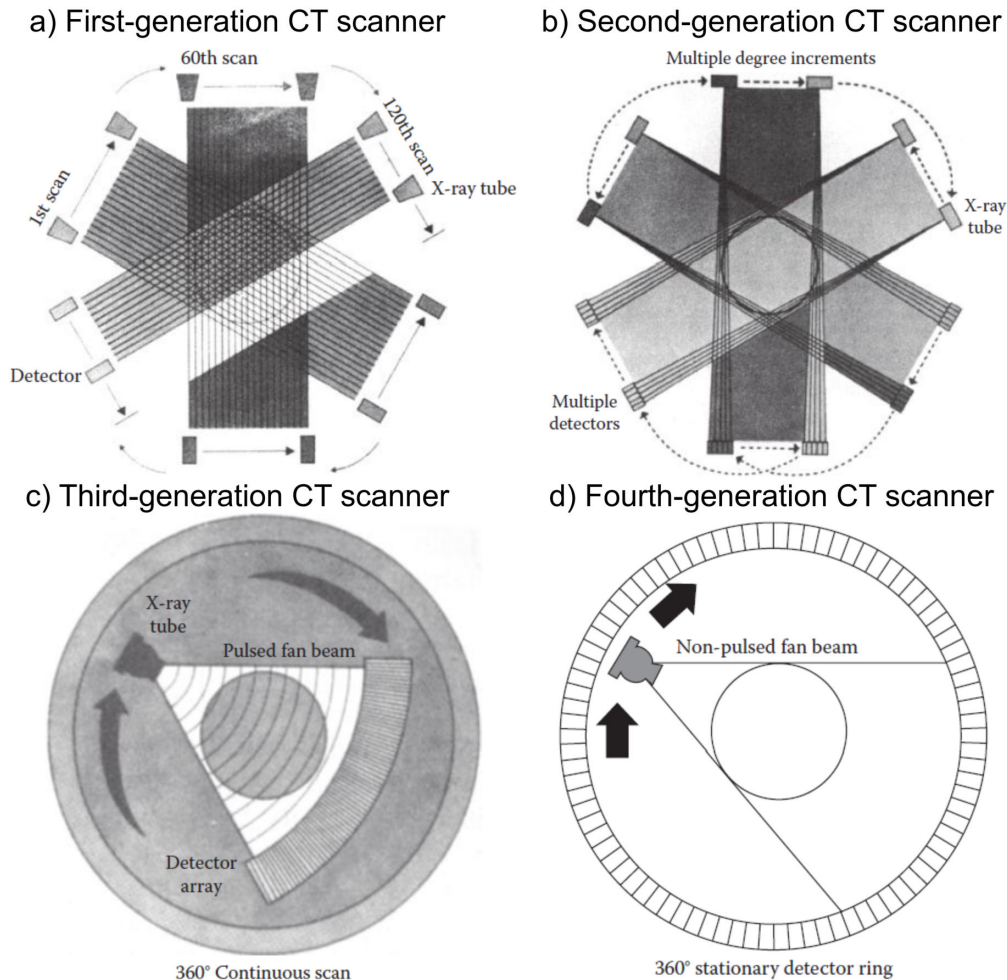 a) First-generation CT scanner
60th scan
120th scan
1st scan
X-ray tube
Detector
b) Second-generation CT scanner
Multiple degree increments
X-ray
tube
Multiple
detectors
c) Third-generation CT scanner
X-ray
tube
Pulsed fan beam
Detector
array
360° Continuous scan
d) Fourth-generation CT scanner
Non-pulsed fan beam
360° stationary detector ring